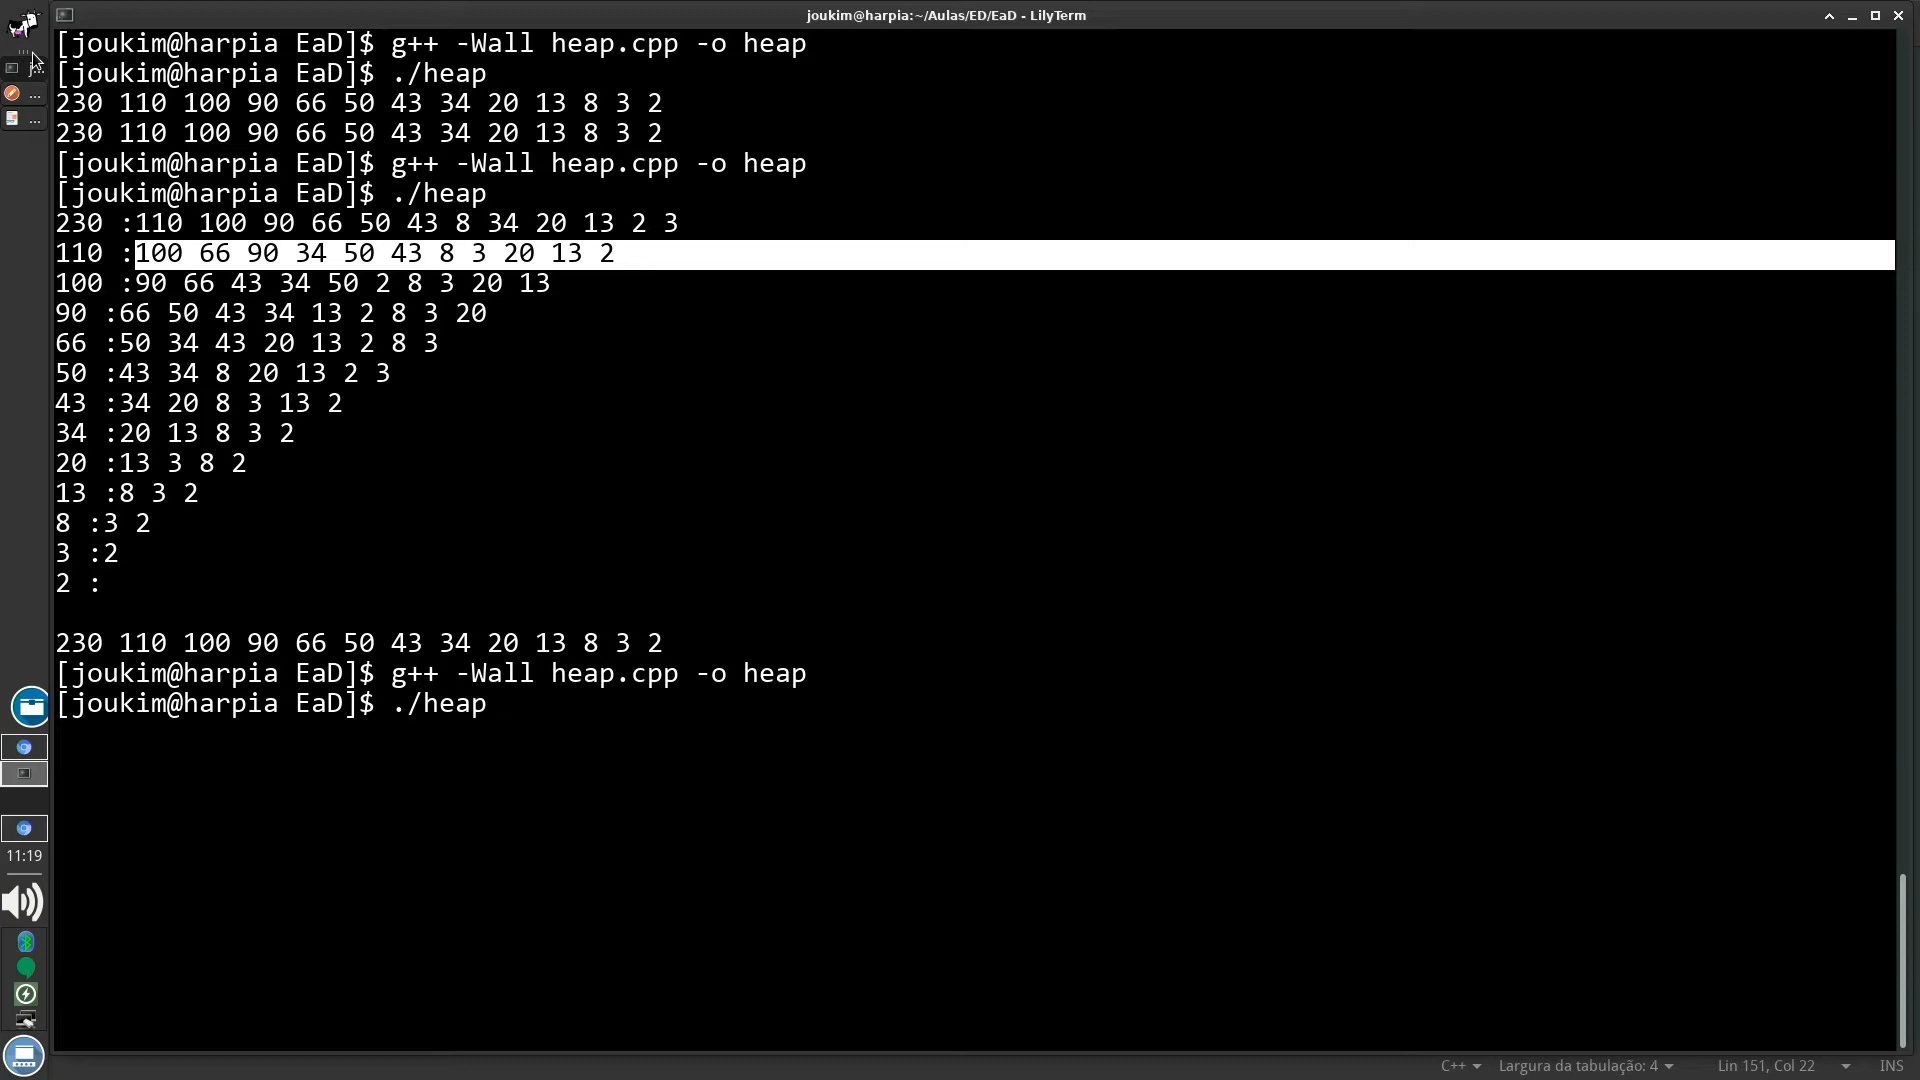 joukim@harpia:~/Aulas/ED/EaD - LilyTerm
[joukim@harpia EaD]$ g++ -Wall heap.cpp -o heap
[joukim@harpia EaD]$ ./heap
230 110 100 90 66 50 43 34 20 13 8 3 2
230 110 100 90 66 50 43 34 20 13 8 3 2
[joukim@harpia EaD]$ g++ -Wall heap.cpp -o heap
[joukim@harpia EaD]$ ./heap
230 :110 100 90 66 50 43 8 34 20 13 2 3
110 :100 66 90 34 50 43 8 3 20 13 2
100 :90 66 43 34 50 2 8 3 20 13
90 :66 50 43 34 13 2 8 3 20
66 :50 34 43 20 13 2 8 3
50 :43 34 8 20 13 2 3
43 :34 20 8 3 13 2
34 :20 13 8 3 2
20 :13 3 8 2
13 :8 3 2
8 :3 2
3 :2
2 :
230 110 100 90 66 50 43 34 20 13 8 3 2
[joukim@harpia EaD]$ g++ -Wall heap.cpp -o heap
[joukim@harpia EaD]$ ./heap
11:19
C++ Largura da tabulação: 4 Lin 151, Col 22 INS